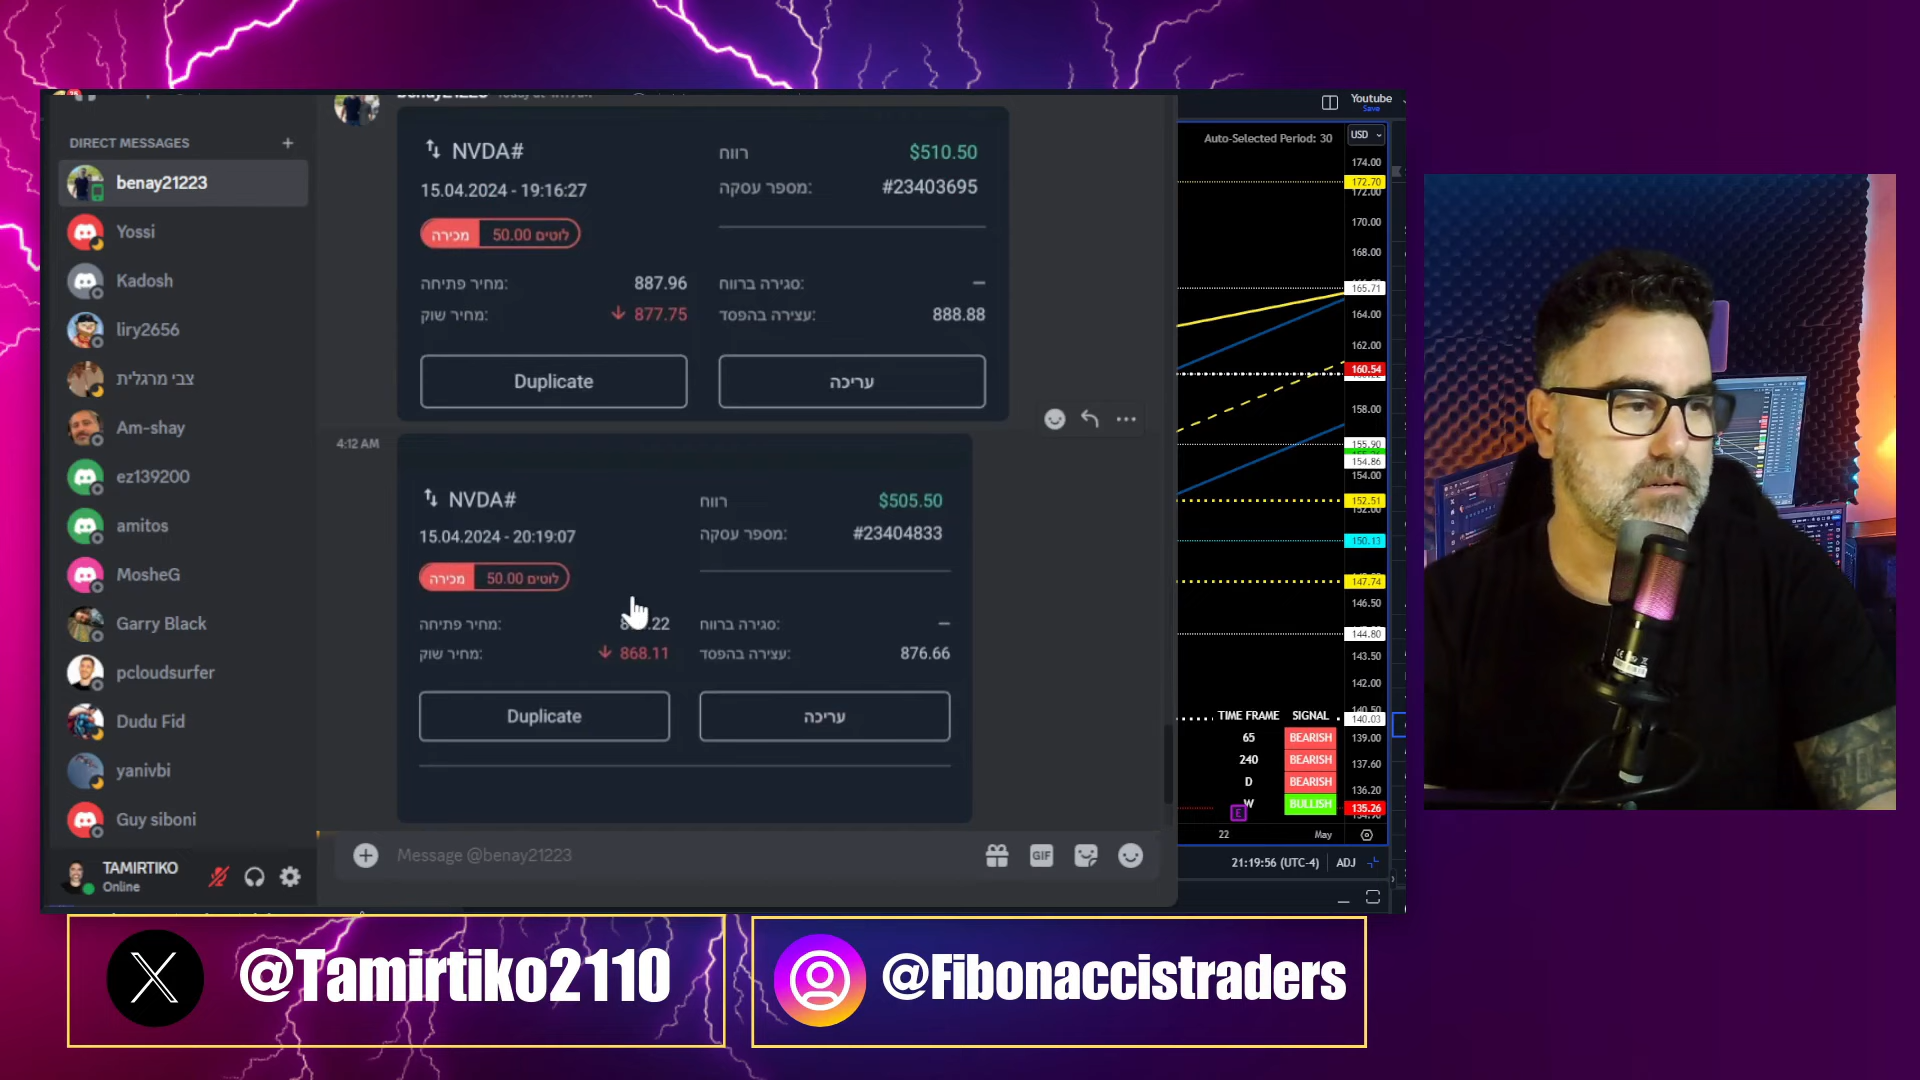 DIRECT MESSAGES
+
benay21223
Yossi
Kadosh
liry2656
צבי מרגלית
Am-shay
ez139200
amitos
MosheG
Garry Black
pcloudsurfer
Dudu Fid
yanivbi
Guy siboni
TAMIRTIKO
Online
NVDA#
15.04.2024 - 19:16:27
מכירה
50.00 לוטים
רווח
$510.50
מספר עסקה:
#23403695
מחיר פתיחה:
887.96
מחיר שוק:
877.75
סגירה ברווח:
–
עצירה בהפסד:
888.88
Duplicate
עריכה
4:12 AM
NVDA#
15.04.2024 - 20:19:07
מכירה
50.00 לוטים
רווח
$505.50
מספר עסקה:
#23404833
מחיר פתיחה:
מחיר שוק:
868.11
סגירה ברווח:
–
עצירה בהפסד:
876.66
Duplicate
עריכה
Message @benay21223
GIF
Youtube
Save
Auto-Selected Period: 30
USD
174.00
172.70
172.00
170.00
168.00
165.71
164.00
162.00
160.54
158.00
155.90
154.86
154.00
152.51
150.13
147.74
146.50
144.80
143.50
142.00
140.03
139.00
137.60
136.20
135.26
TIME FRAME SIGNAL
65 BEARISH
240 BEARISH
D BEARISH
W BULLISH
E
22 May
21:19:56 (UTC-4) ADJ
@Tamirtiko2110
@Fibonaccistraders